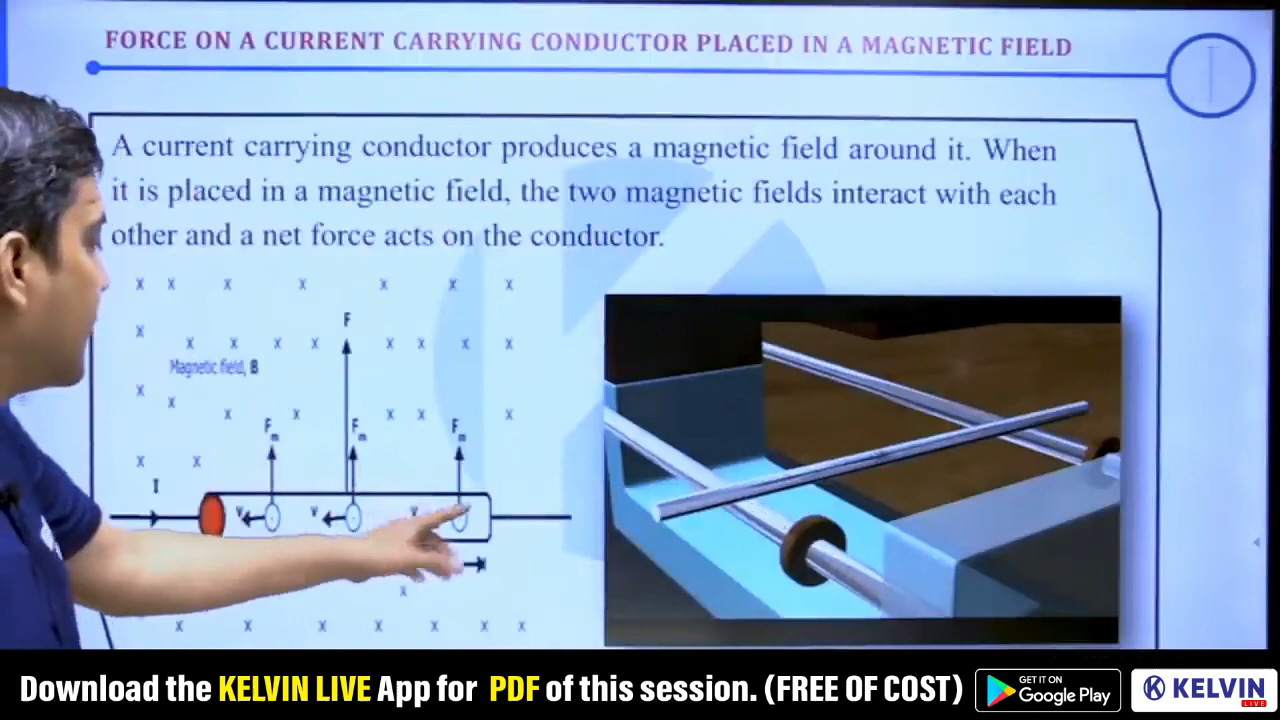 FORCE ON A CURRENT CARRYING CONDUCTOR PLACED IN A MAGNETIC FIELD
A current carrying conductor produces a magnetic field around it. When
it is placed in a magnetic field, the two magnetic fields interact with each
other and a net force acts on the conductor.
x x x x x x x
F
x
x x x x x x x x
Magnetic field, B
x
x x x x x x
Fm Fm Fm
x x
I
v v v
x
x x x x x x x
Download the KELVIN LIVE App for PDF of this session. (FREE OF COST)
GET IT ON
Google Play
KELVIN
LIVE